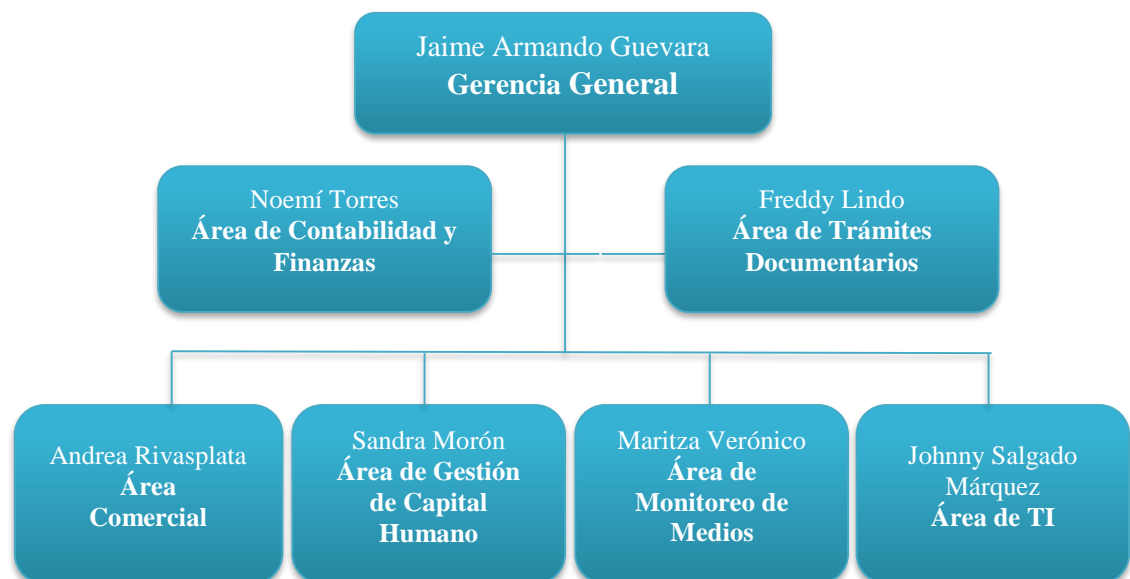 Jaime Armando Guevara
Gerencia General
Noemí Torres
Área de Contabilidad y
Finanzas
Freddy Lindo
Área de Trámites
Documentarios
Andrea Rivasplata
Área
Comercial
Sandra Morón
Área de Gestión
de Capital
Humano
Maritza Verónico
Área de
Monitoreo de
Medios
Johnny Salgado
Márquez
Área de TI